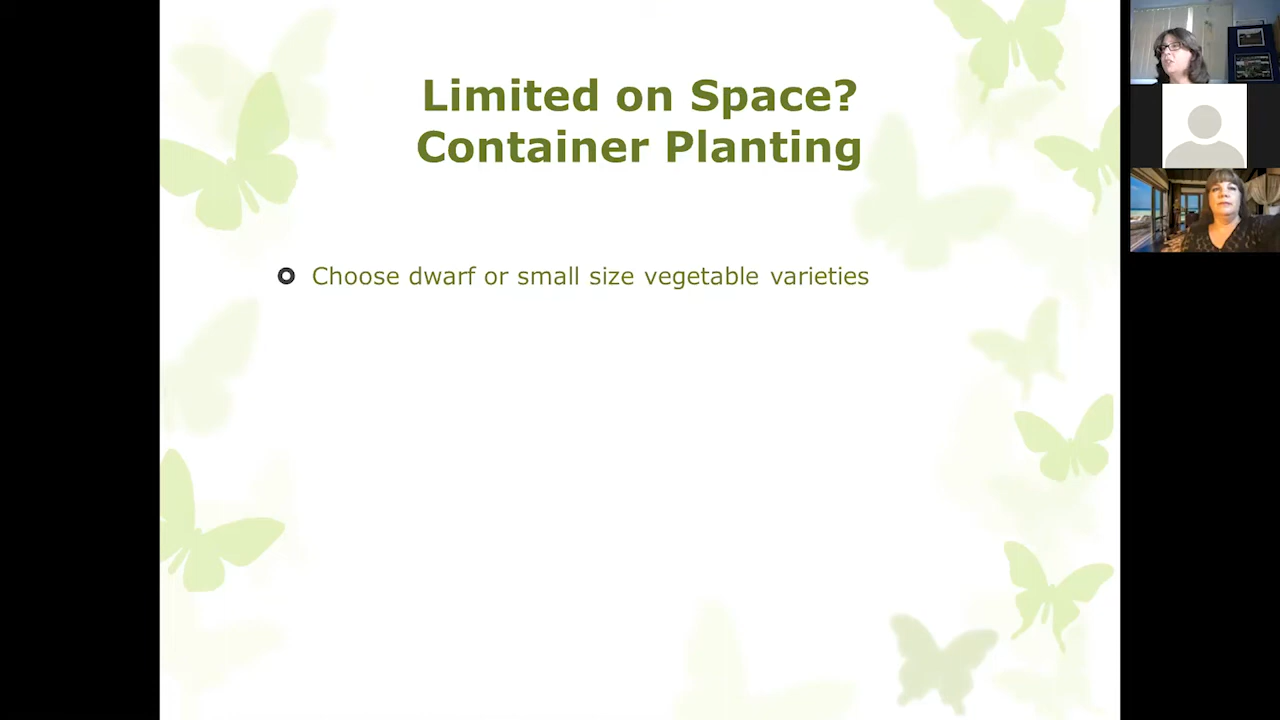 Limited on Space?
Container Planting
Choose dwarf or small size vegetable varieties